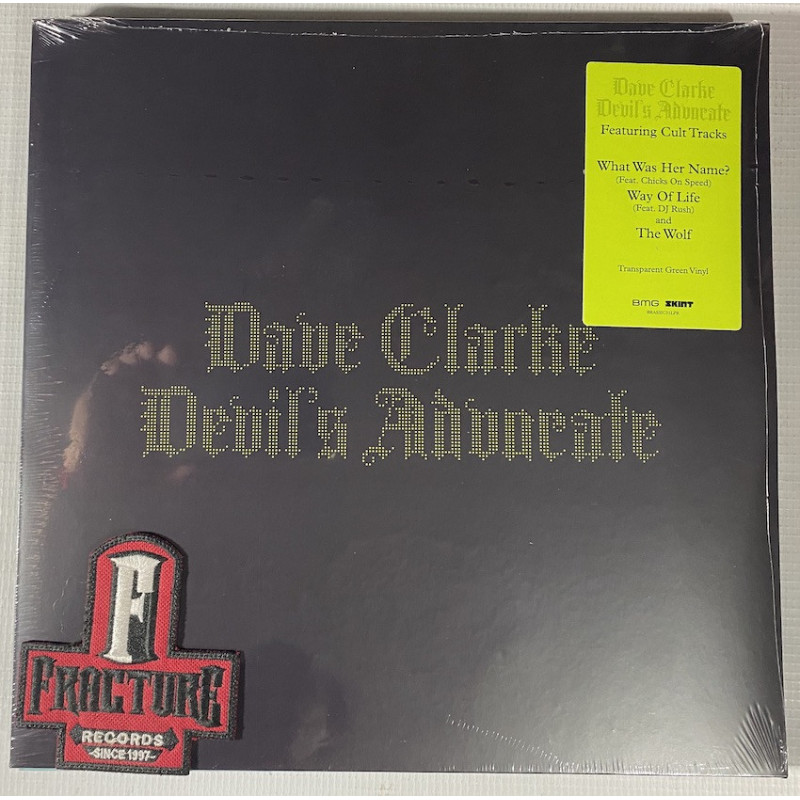 Dave Clarke
Devil's Advocate
Featuring Cult Tracks
What Was Her Name?
(Feat. Chicks On Speed)
Way Of Life
(Feat. DJ Rush)
and
The Wolf
Transparent Green Vinyl
BMG SKINT
Dave Clarke
Devil's Advocate
F
FRACTURE
RECORDS
-SINCE 1997-